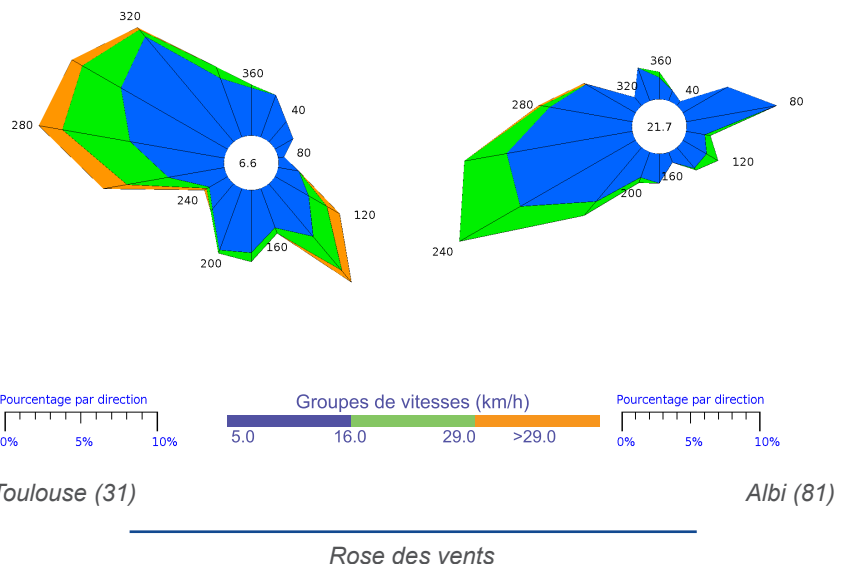 320
360
40
280
80
6.6
240
120
160
200
360
320
40
280
80
21.7
120
160
200
240
Pourcentage par direction
0% 5% 10%
Groupes de vitesses (km/h)
5.0 16.0 29.0 >29.0
Pourcentage par direction
0% 5% 10%
Toulouse (31)
Albi (81)
Rose des vents